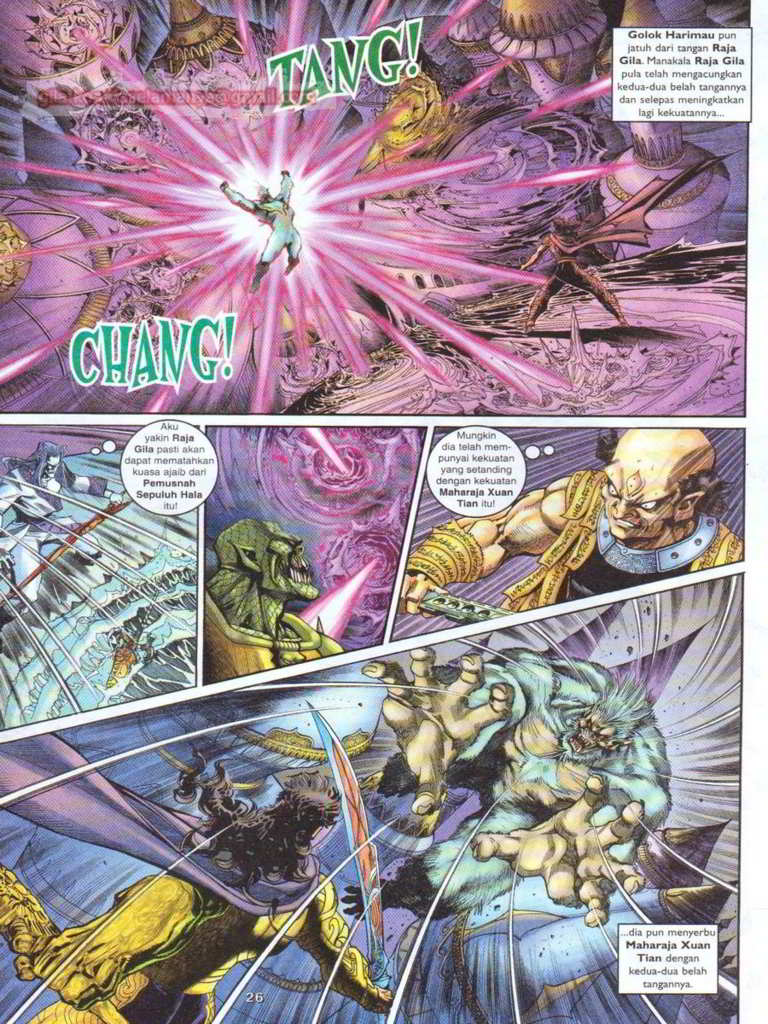 TANG!
Golok Harimau pun
jatuh dari tangan Raja
Gila. Manakala Raja Gila
pula telah mengacungkan
kedua-dua belah tangannya
dan selepas meningkatkan
lagi kekuatannya...
CHANG!
Aku
yakin Raja
Gila pasti akan
dapat mematahkan
kuasa ajaib dari
Pemusnah
Sepuluh Hala
itu!
Mungkin
dia telah mem-
punyai kekuatan
yang setanding
dengan kekuatan
Maharaja Xuan
Tian itu!
...dia pun menyerbu
Maharaja Xuan
Tian dengan
kedua-dua belah
tangannya.
26